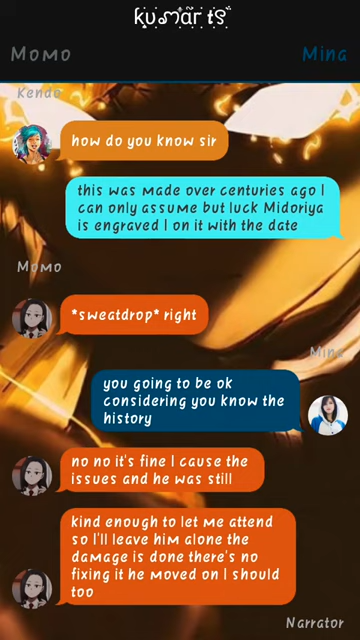 kumar ts
Momo
Mina
Kendo
how do you know sir
this was made over centuries ago I
can only assume but luck Midoriya
is engraved I on it with the date
Momo
*sweatdrop* right
Mina
you going to be ok
considering you know the
history
no no it's fine I cause the
issues and he was still
kind enough to let me attend
so I'll leave him alone the
damage is done there's no
fixing it he moved on I should
too
Narrator